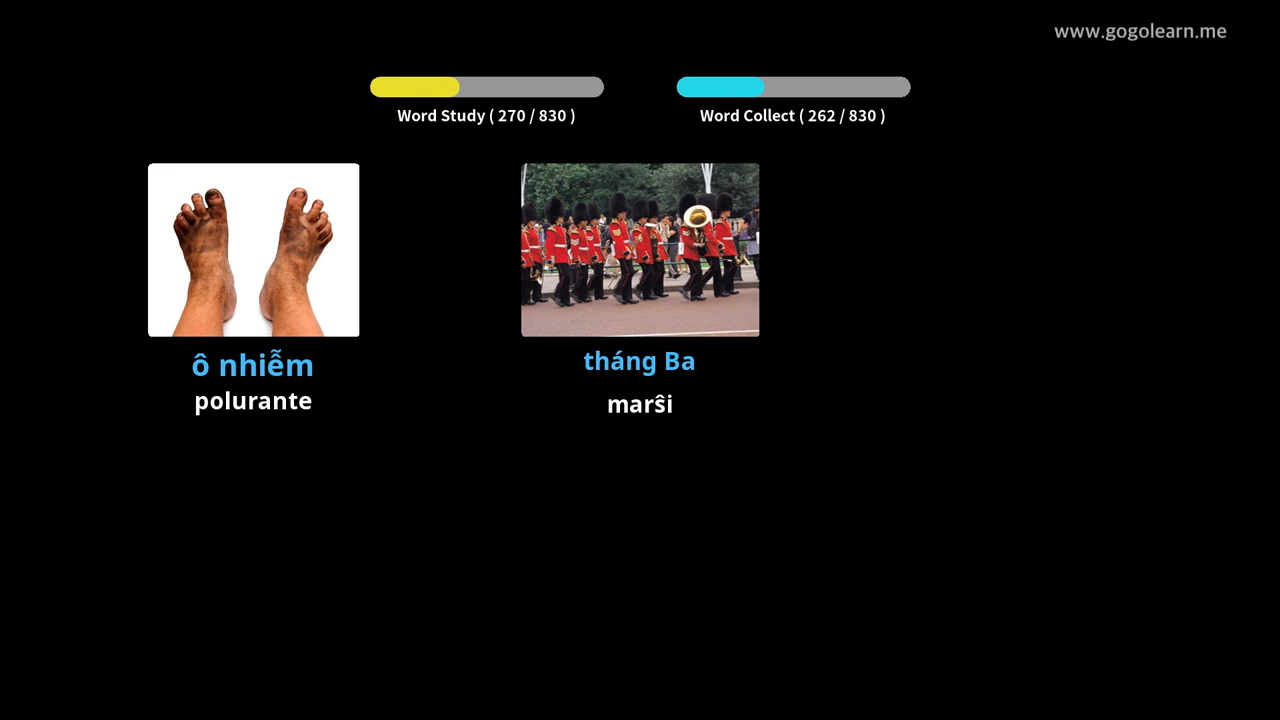 www.gogolearn.me
Word Study ( 270 / 830 )
Word Collect ( 262 / 830 )
ô nhiễm
polurante
tháng Ba
marŝi